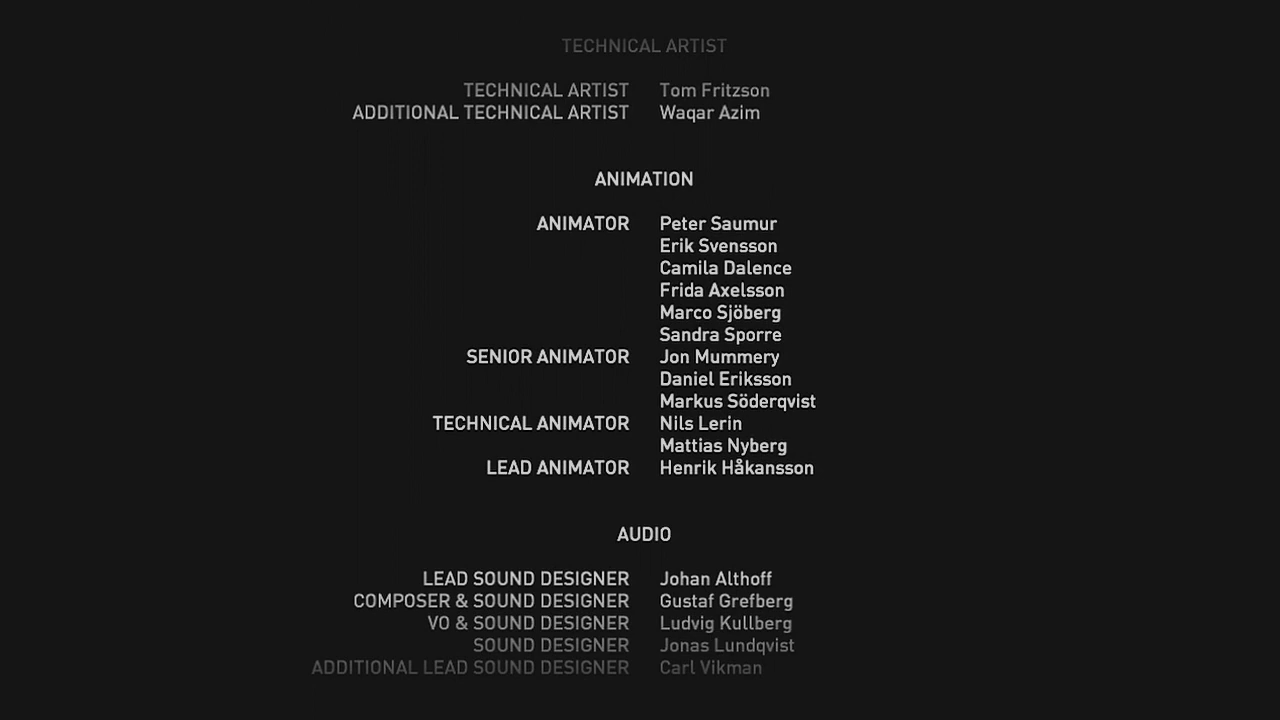 TECHNICAL ARTIST
TECHNICAL ARTIST Tom Fritzson
ADDITIONAL TECHNICAL ARTIST Waqar Azim
ANIMATION
ANIMATOR Peter Saumur
Erik Svensson
Camila Dalence
Frida Axelsson
Marco Sjöberg
Sandra Sporre
SENIOR ANIMATOR Jon Mummery
Daniel Eriksson
Markus Söderqvist
TECHNICAL ANIMATOR Nils Lerin
Mattias Nyberg
LEAD ANIMATOR Henrik Håkansson
AUDIO
LEAD SOUND DESIGNER Johan Althoff
COMPOSER & SOUND DESIGNER Gustaf Grefberg
VO & SOUND DESIGNER Ludvig Kullberg
SOUND DESIGNER Jonas Lundqvist
ADDITIONAL LEAD SOUND DESIGNER Carl Vikman